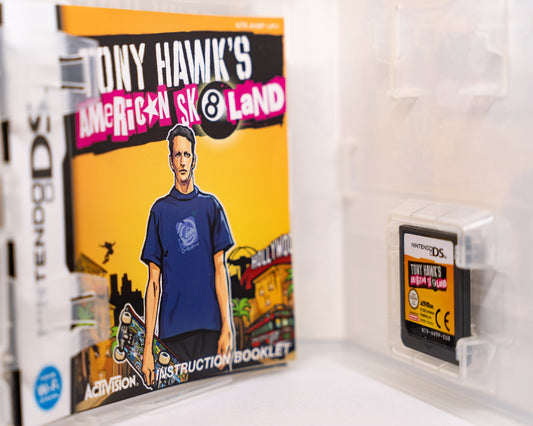 TONY HAWK'S
AMERICAN SK8LAND
HOLLYWOO
NINTENDO DS
Wi-Fi
ACTIVISION
INSTRUCTION BOOKLET
NINTENDO DS
TONY HAWK'S
AMERICAN SK8LAND
ACTIVISION
CE